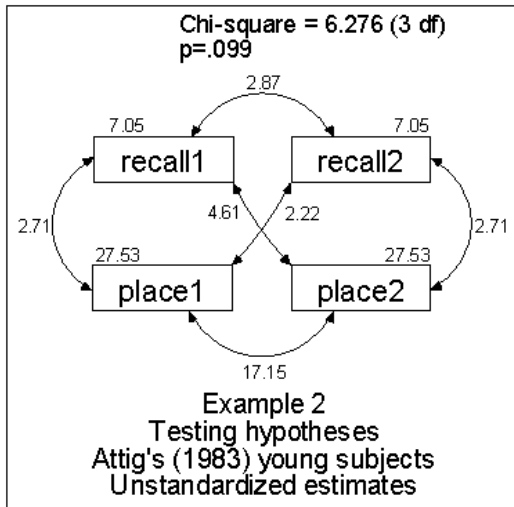 Chi-square = 6.276 (3 df)
p=.099
2.87
7.05
7.05
recall1
recall2
2.71
4.61
2.22
2.71
27.53
27.53
place1
place2
17.15
Example 2
Testing hypotheses
Attig's (1983) young subjects
Unstandardized estimates